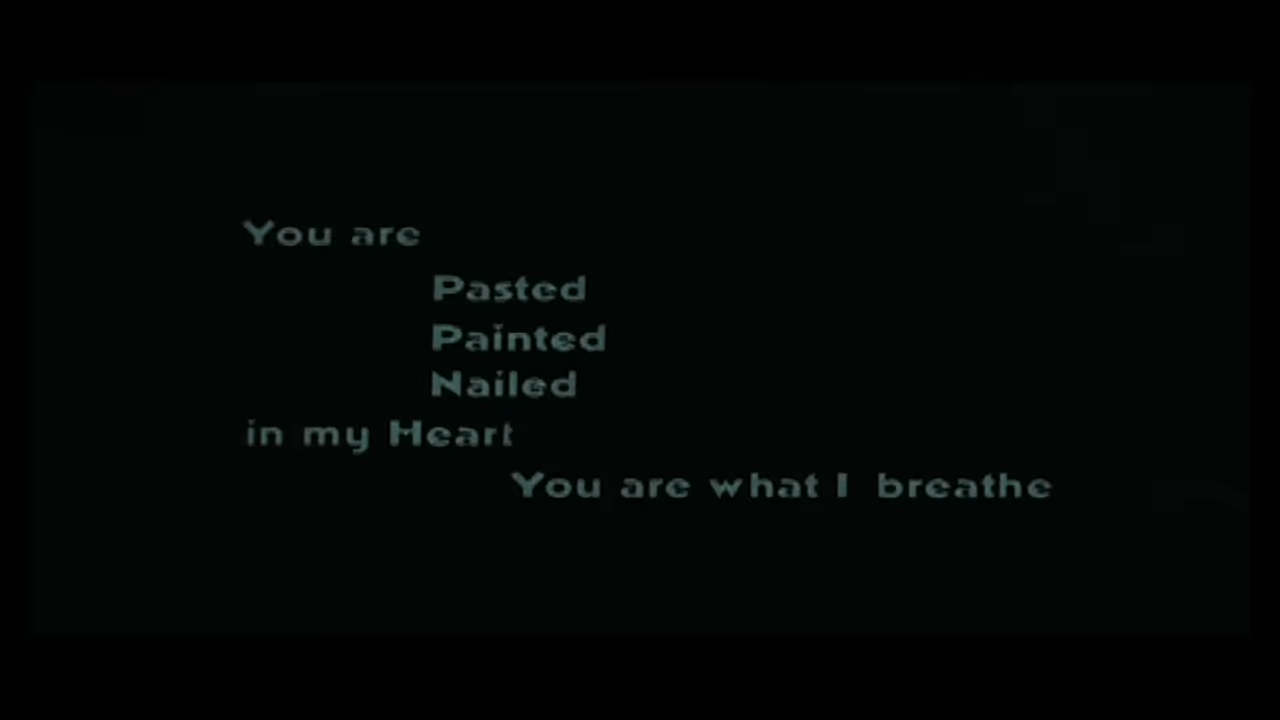 You are
Pasted
Painted
Nailed
in my Heart
You are what I breathe